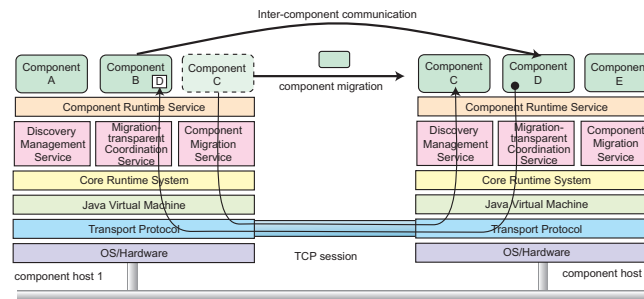 Inter-component communication
Component
A
Component
B
D
Component
C
component migration
Component
C
Component
D
Component
E
Component Runtime Service
Component Runtime Service
Discovery
Management
Service
Migration-
transparent
Coordination
Service
Component
Migration
Service
Discovery
Management
Service
Migration-
transparent
Coordination
Service
Component
Migration
Service
Core Runtime System
Core Runtime System
Java Virtual Machine
Java Virtual Machine
Transport Protocol
Transport Protocol
OS/Hardware
TCP session
OS/Hardware
component host 1
component host